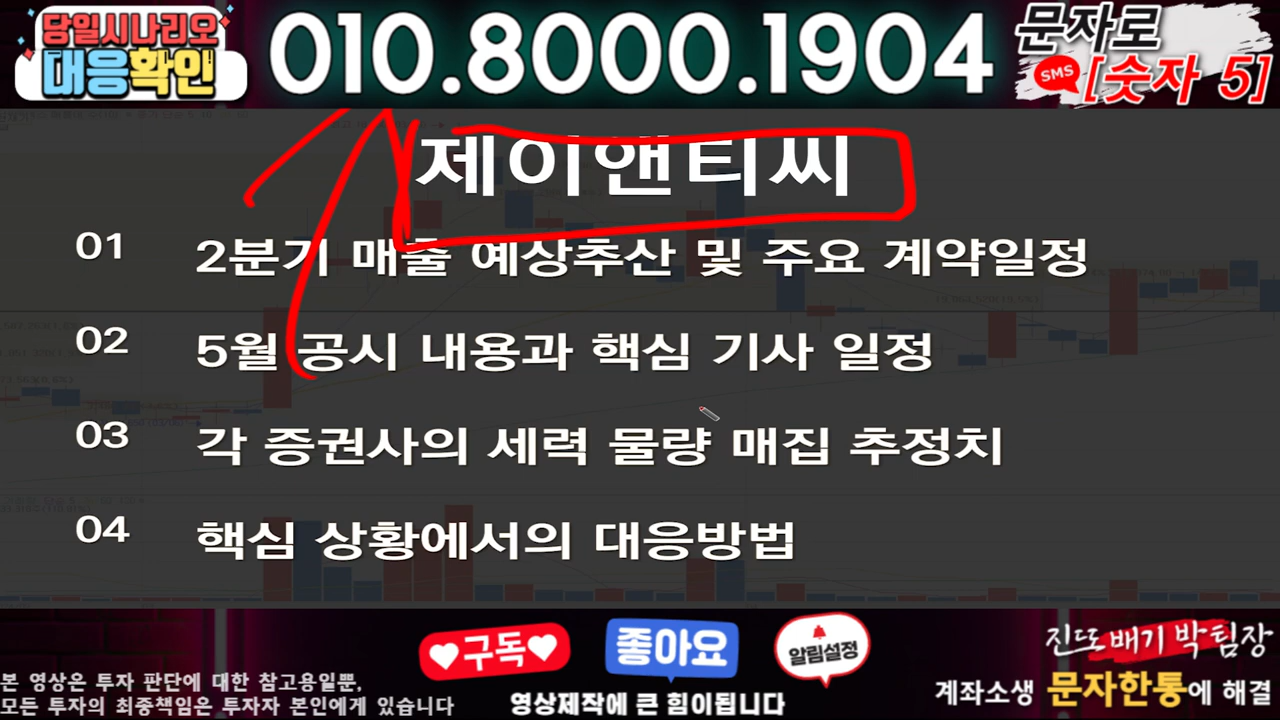 당일시나리오
대응확인
010.8000.1904
문자로
SMS [숫자 5]
제이앤티씨
01 2분기 매출 예상추산 및 주요 계약일정
02 5월 공시 내용과 핵심 기사 일정
03 각 증권사의 세력 물량 매집 추정치
04 핵심 상황에서의 대응방법
구독
좋아요
알림설정
진또배기 박팀장
본 영상은 투자 판단에 대한 참고용일뿐,
모든 투자의 최종책임은 투자자 본인에게 있습니다
영상제작에 큰 힘이됩니다
계좌소생 문자한통에 해결